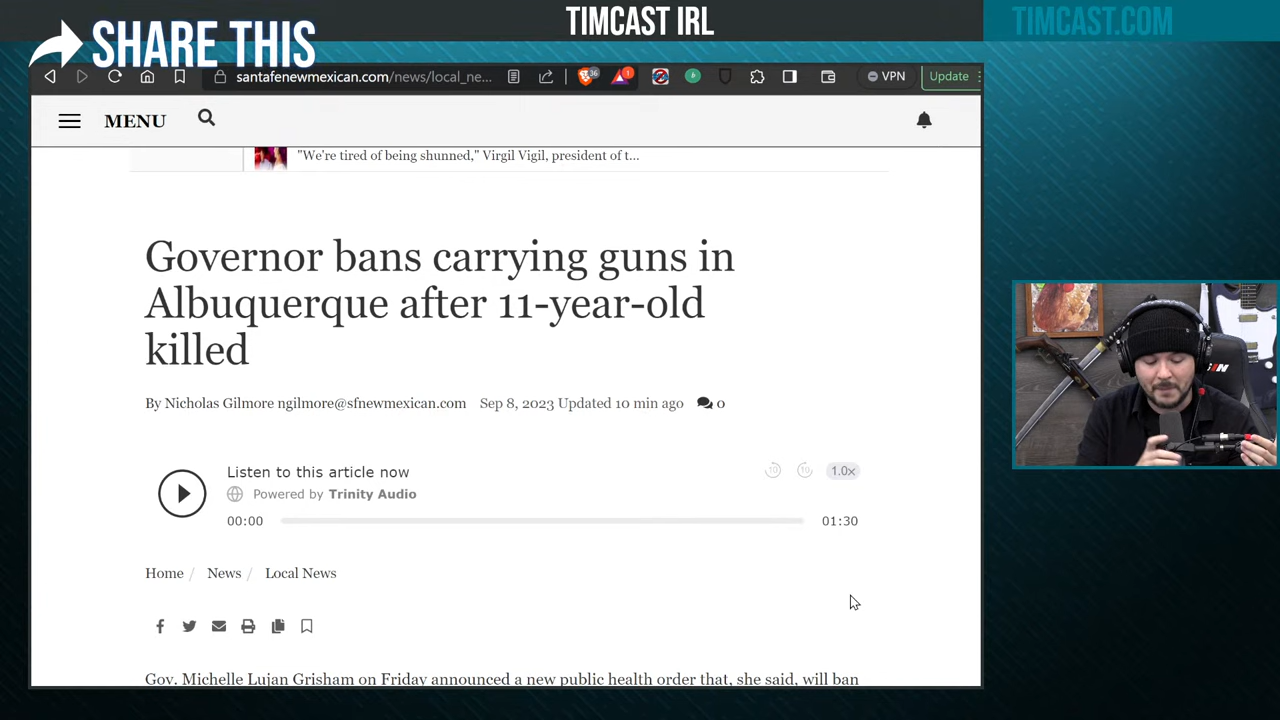 SHARE THIS
TIMCAST IRL
TIMCAST.COM
santafenewmexican.com/news/local_ne...
36
1
b
VPN
Update
MENU
"We're tired of being shunned," Virgil Vigil, president of t...
Governor bans carrying guns in
Albuquerque after 11-year-old
killed
By Nicholas Gilmore ngilmore@sfnewmexican.com Sep 8, 2023 Updated 10 min ago 0
Listen to this article now
10 10 1.0x
Powered by Trinity Audio
00:00 01:30
Home / News / Local News
Gov. Michelle Lujan Grisham on Friday announced a new public health order that, she said, will ban